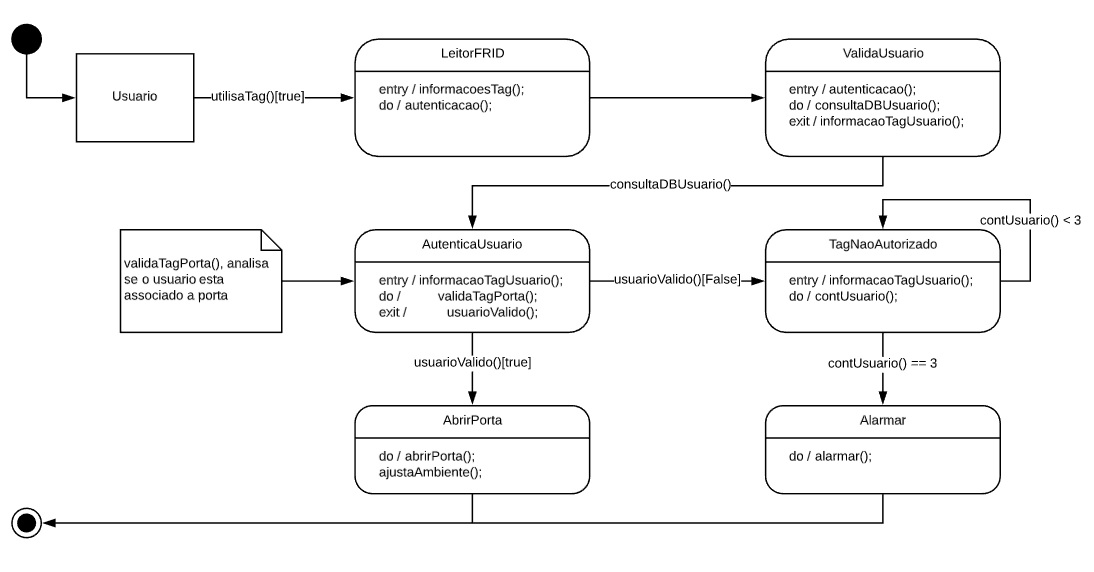 LeitorFRID
ValidaUsuario
Usuario
utilisaTag()[true]
entry / informacoesTag();
do / autenticacao();
entry / autenticacao();
do / consultaDBUsuario();
exit / informacaoTagUsuario();
consultaDBUsuario()
contUsuario() < 3
validaTagPorta(), analisa
se o usuario esta
associado a porta
AutenticaUsuario
entry / informacaoTagUsuario();
do / validaTagPorta();
exit / usuarioValido();
usuarioValido()[False]
TagNaoAutorizado
entry / informacaoTagUsuario();
do / contUsuario();
usuarioValido()[true]
contUsuario() == 3
AbrirPorta
do / abrirPorta();
ajustaAmbiente();
Alarmar
do / alarmar();